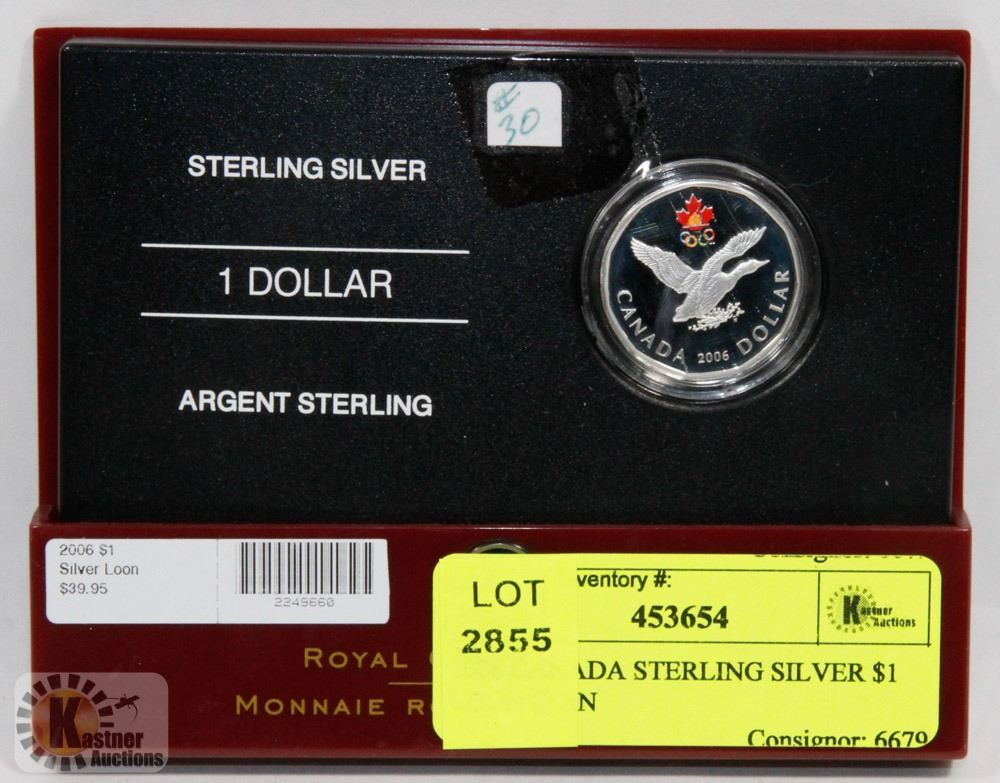 # 30
STERLING SILVER
1 DOLLAR
ARGENT STERLING
CANADA 2006 DOLLAR
2006 $1
Silver Loon
$39.95
2249660
LOT
2855
ventory #:
453654
Kastner
Auctions
ADA STERLING SILVER $1
N
Consignor: 6679
ROYAL
MONNAIE R
Kastner
Auctions